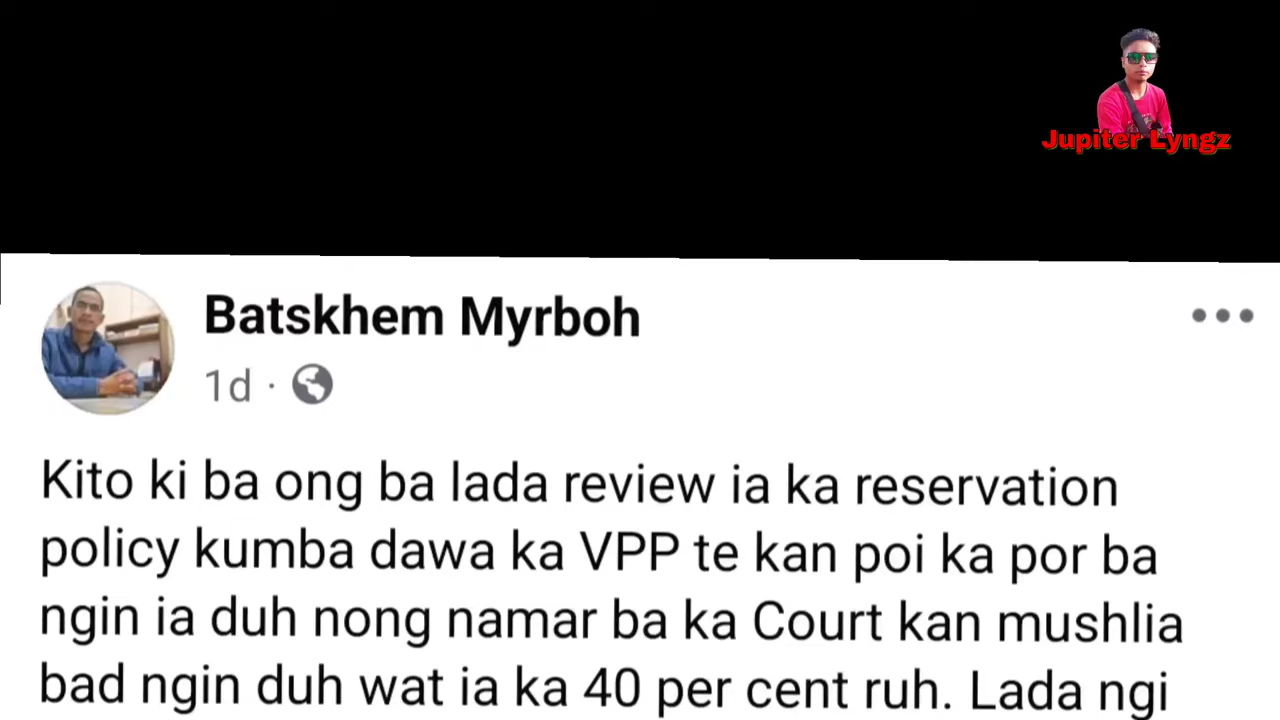 Jupiter Lyngz
Batskhem Myrboh
1d ·
Kito ki ba ong ba lada review ia ka reservation
policy kumba dawa ka VPP te kan poi ka por ba
ngin ia duh nong namar ba ka Court kan mushlia
bad ngin duh wat ia ka 40 per cent ruh. Lada ngi